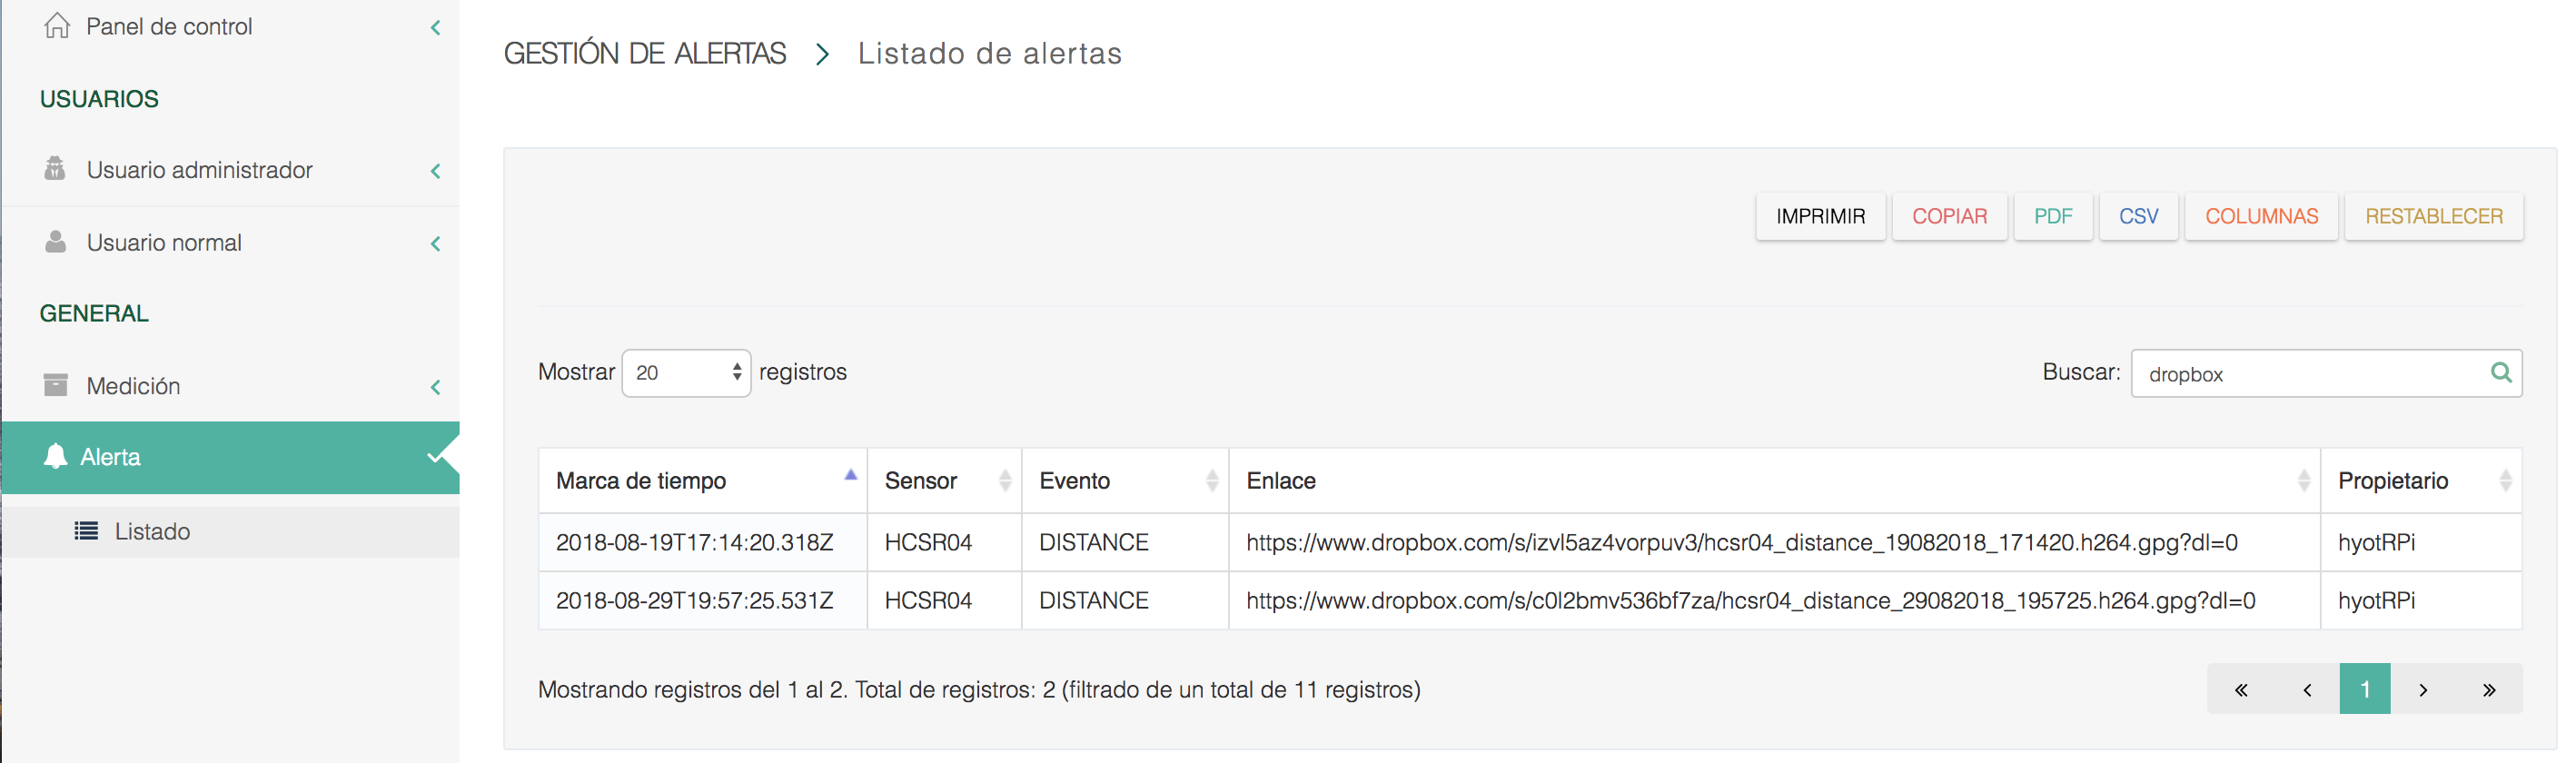 Panel de control
USUARIOS
Usuario administrador
Usuario normal
GENERAL
Medición
Alerta
Listado
GESTIÓN DE ALERTAS > Listado de alertas
IMPRIMIR COPIAR PDF CSV COLUMNAS RESTABLECER
Mostrar 20 registros
Buscar: dropbox
Marca de tiempo Sensor Evento Enlace Propietario
2018-08-19T17:14:20.318Z HCSR04 DISTANCE https://www.dropbox.com/s/izvl5az4vorpuv3/hcsr04_distance_19082018_171420.h264.gpg?dl=0 hyotRPi
2018-08-29T19:57:25.531Z HCSR04 DISTANCE https://www.dropbox.com/s/c0l2bmv536bf7za/hcsr04_distance_29082018_195725.h264.gpg?dl=0 hyotRPi
Mostrando registros del 1 al 2. Total de registros: 2 (filtrado de un total de 11 registros)
« ‹ 1 › »